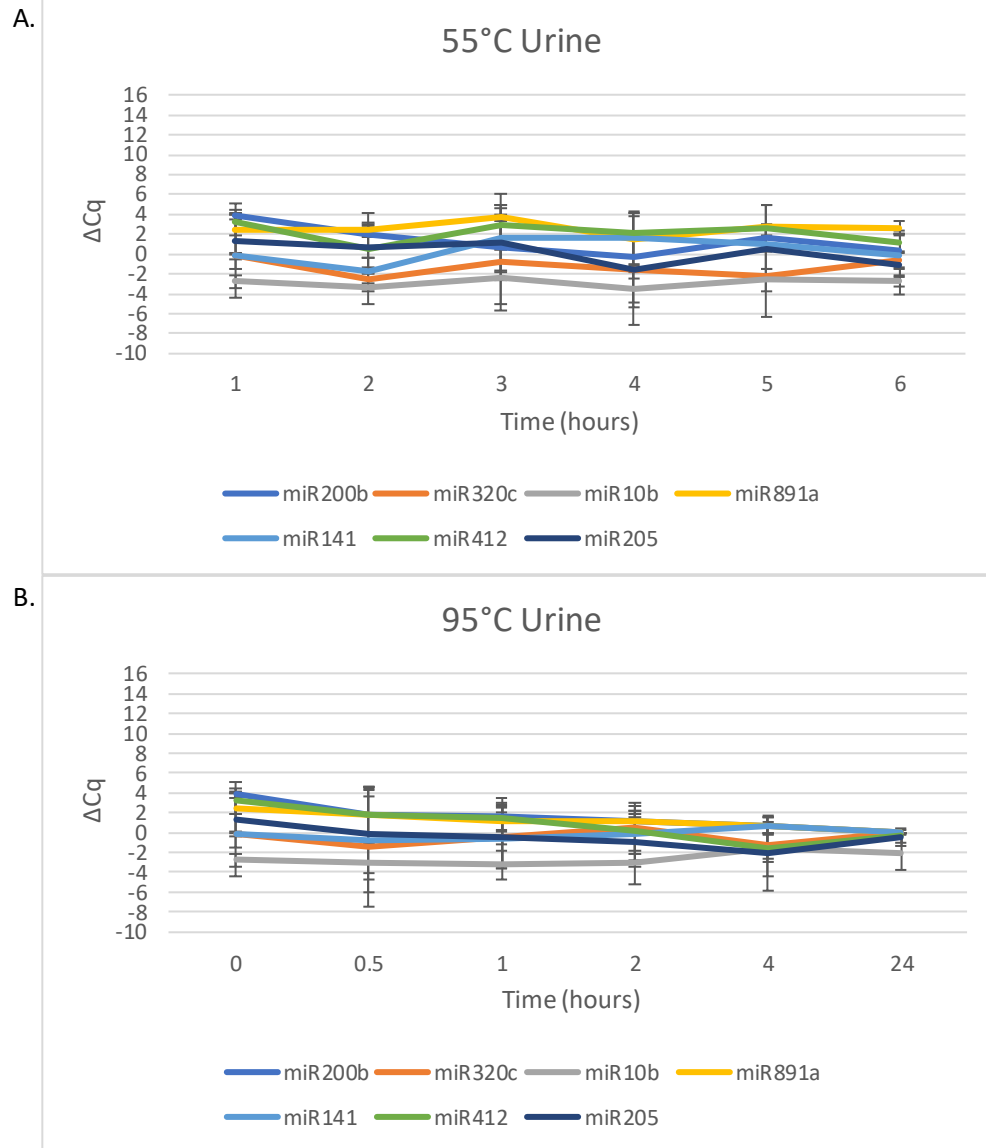 A.
55°C Urine
16
14
12
10
8
6
4
2
0
-2
-4
-6
-8
-10
ΔCq
1 2 3 4 5 6
Time (hours)
miR200b miR320c miR10b miR891a
miR141 miR412 miR205
B.
95°C Urine
16
14
12
10
8
6
4
2
0
-2
-4
-6
-8
-10
ΔCq
0 0.5 1 2 4 24
Time (hours)
miR200b miR320c miR10b miR891a
miR141 miR412 miR205